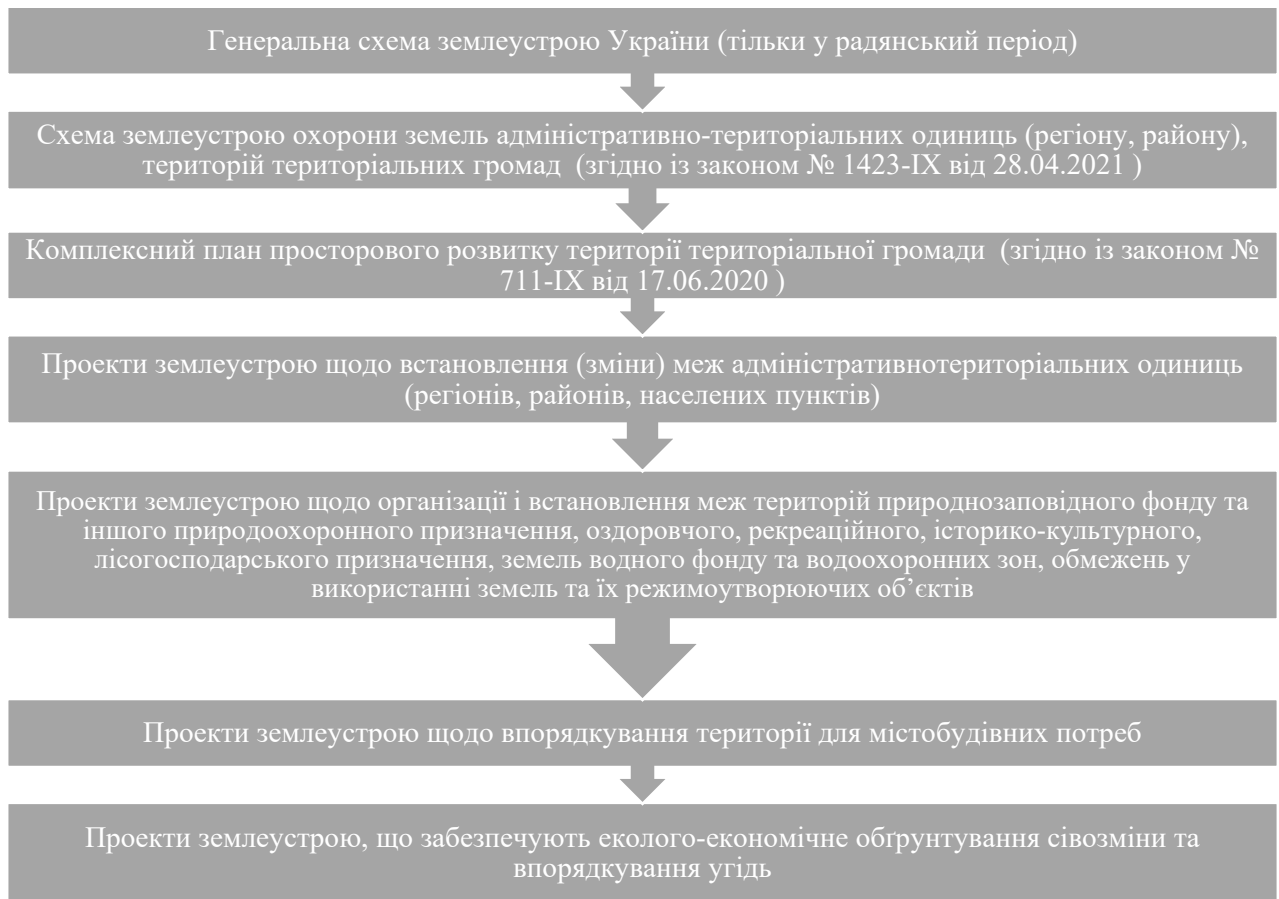 Генеральна схема землеустрою України (тільки у радянський період)
Схема землеустрою охорони земель адміністративно-територіальних одиниць (регіону, району),
територій територіальних громад (згідно із законом № 1423-IX від 28.04.2021 )
Комплексний план просторового розвитку території територіальної громади (згідно із законом №
711-IX від 17.06.2020 )
Проекти землеустрою щодо встановлення (зміни) меж адміністративнотериторіальних одиниць
(регіонів, районів, населених пунктів)
Проекти землеустрою щодо організації і встановлення меж територій природнозаповідного фонду та
іншого природоохоронного призначення, оздоровчого, рекреаційного, історико-культурного,
лісогосподарського призначення, земель водного фонду та водоохоронних зон, обмежень у
використанні земель та їх режимоутворюючих об’єктів
Проекти землеустрою щодо впорядкування території для містобудівних потреб
Проекти землеустрою, що забезпечують еколого-економічне обґрунтування сівозміни та
впорядкування угідь